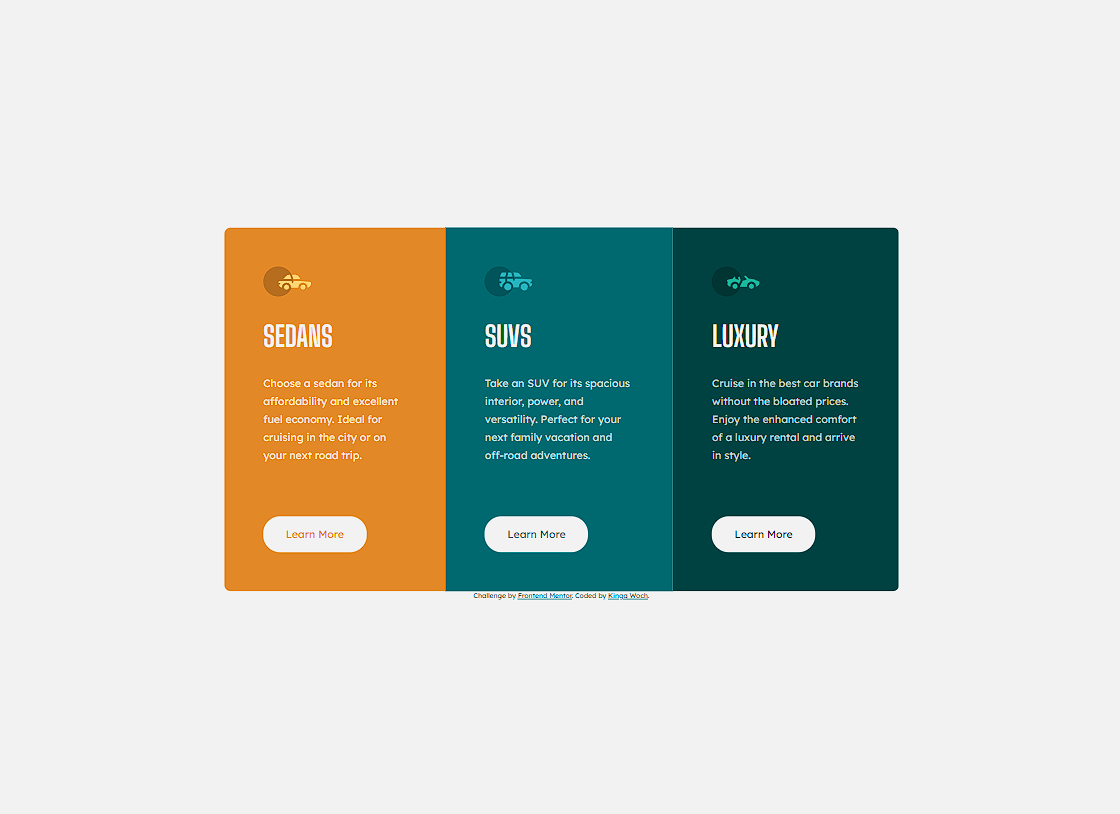 SEDANS
Choose a sedan for its
affordability and excellent
fuel economy. Ideal for
cruising in the city or on
your next road trip.
Learn More
SUVS
Take an SUV for its spacious
interior, power, and
versatility. Perfect for your
next family vacation and
off-road adventures.
Learn More
LUXURY
Cruise in the best car brands
without the bloated prices.
Enjoy the enhanced comfort
of a luxury rental and arrive
in style.
Learn More
Challenge by Frontend Mentor. Coded by Kinga Woch.